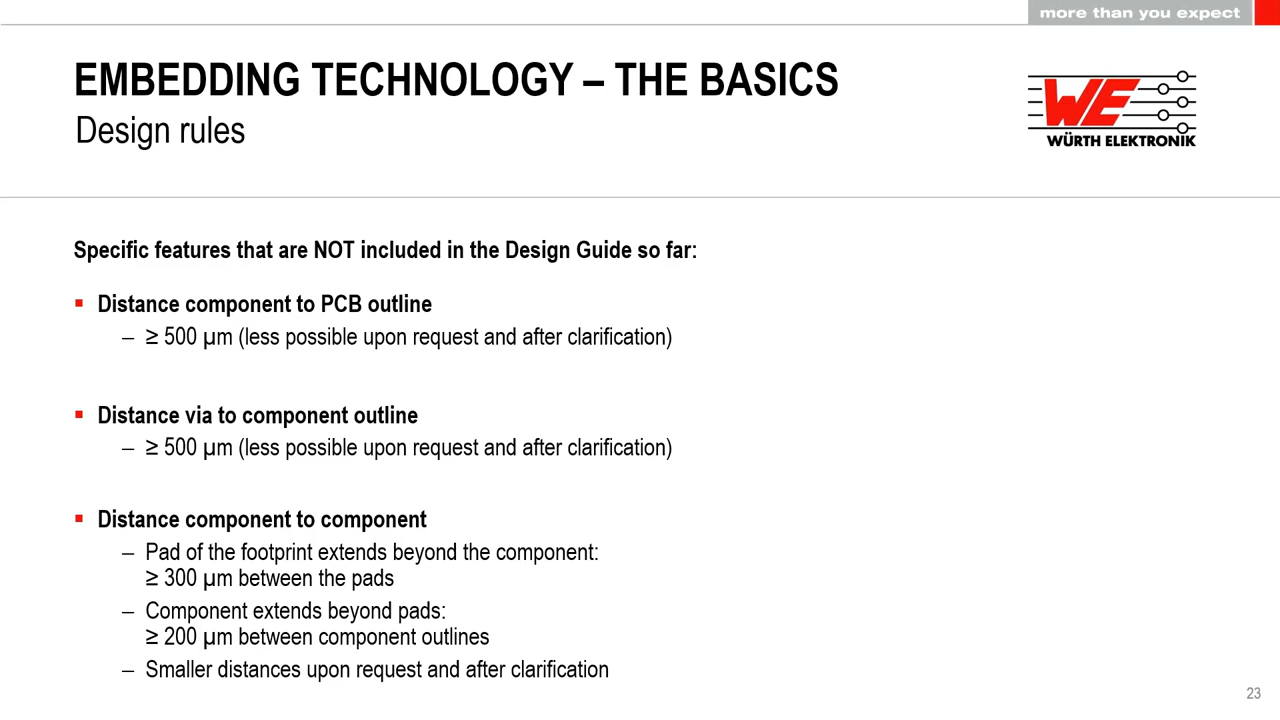 more than you expect
EMBEDDING TECHNOLOGY – THE BASICS
Design rules
WE
WÜRTH ELEKTRONIK
Specific features that are NOT included in the Design Guide so far:
▪ Distance component to PCB outline
– ≥ 500 µm (less possible upon request and after clarification)
▪ Distance via to component outline
– ≥ 500 µm (less possible upon request and after clarification)
▪ Distance component to component
– Pad of the footprint extends beyond the component:
≥ 300 µm between the pads
– Component extends beyond pads:
≥ 200 µm between component outlines
– Smaller distances upon request and after clarification
23